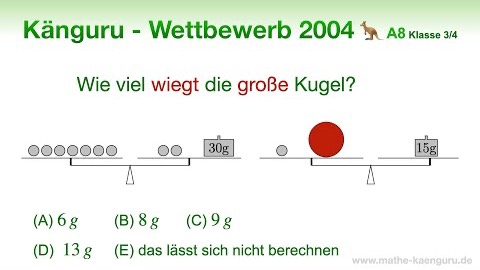 Känguru - Wettbewerb 2004 A8 Klasse 3/4
Wie viel wiegt die große Kugel?
30g 15g
(A) 6 g (B) 8 g (C) 9 g
(D) 13 g (E) das lässt sich nicht berechnen
www.mathe-kaenguru.de